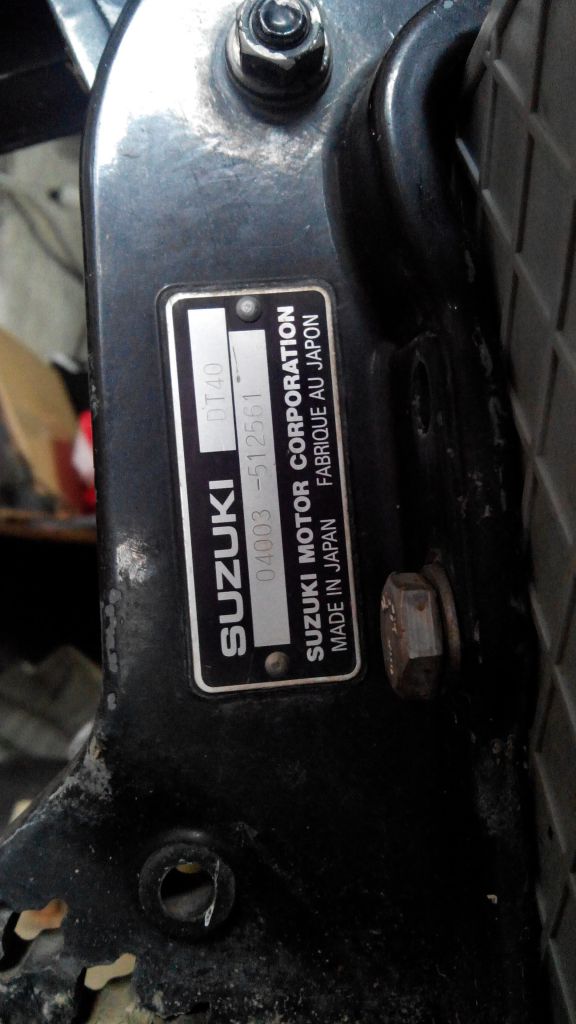 SUZUKI DT40
04003 -512561
SUZUKI MOTOR CORPORATION
MADE IN JAPAN FABRIQUE AU JAPON